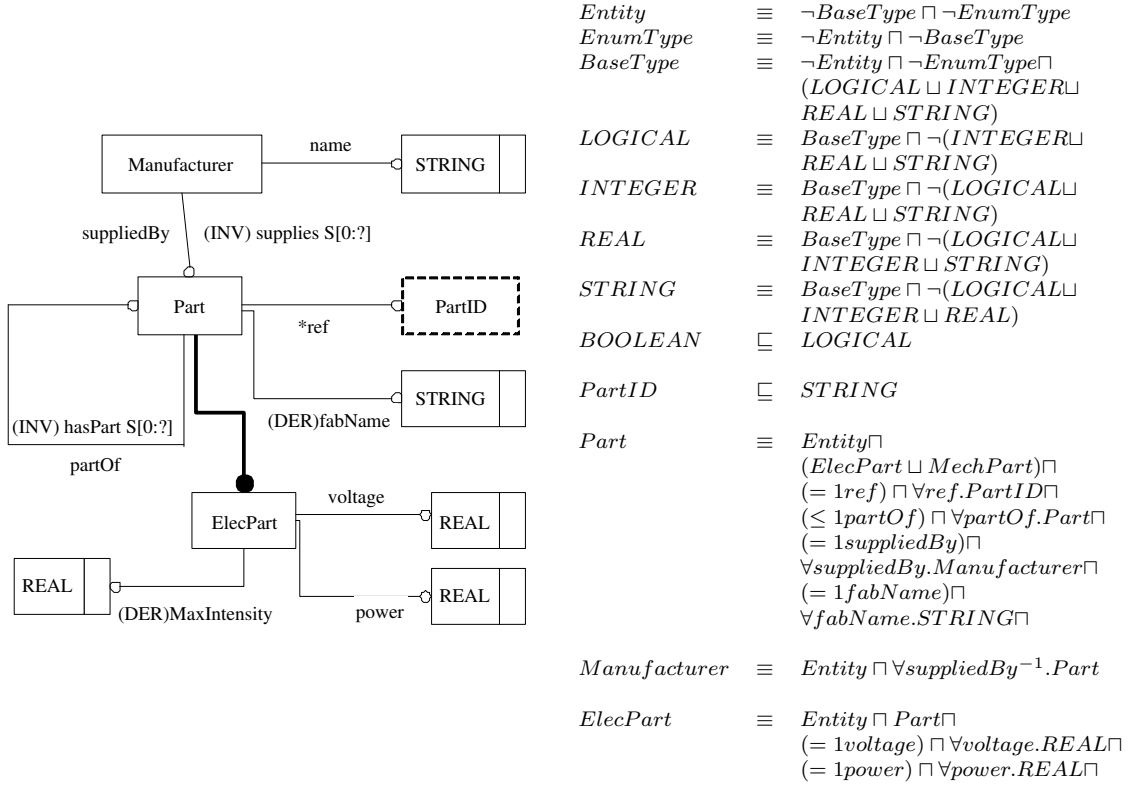 Manufacturer
name
STRING
suppliedBy
(INV) supplies S[0:?]
Part
*ref
PartID
STRING
(DER)fabName
(INV) hasPart S[0:?]
partOf
ElecPart
voltage
REAL
REAL
(DER)MaxIntensity
power
REAL
Entity ≡ ¬BaseType ⊓ ¬EnumType
EnumType ≡ ¬Entity ⊓ ¬BaseType
BaseType ≡ ¬Entity ⊓ ¬EnumType⊓
(LOGICAL ⊔ INTEGER⊔
REAL ⊔ STRING)
LOGICAL ≡ BaseType ⊓ ¬(INTEGER⊔
REAL ⊔ STRING)
INTEGER ≡ BaseType ⊓ ¬(LOGICAL⊔
REAL ⊔ STRING)
REAL ≡ BaseType ⊓ ¬(LOGICAL⊔
INTEGER ⊔ STRING)
STRING ≡ BaseType ⊓ ¬(LOGICAL⊔
INTEGER ⊔ REAL)
BOOLEAN ⊑ LOGICAL
PartID ⊑ STRING
Part ≡ Entity⊓
(ElecPart ⊔ MechPart)⊓
(= 1ref) ⊓ ∀ref.PartID⊓
(≤ 1partOf) ⊓ ∀partOf.Part⊓
(= 1suppliedBy)⊓
∀suppliedBy.Manufacturer⊓
(= 1fabName)⊓
∀fabName.STRING⊓
Manufacturer ≡ Entity ⊓ ∀suppliedBy⁻¹.Part
ElecPart ≡ Entity ⊓ Part⊓
(= 1voltage) ⊓ ∀voltage.REAL⊓
(= 1power) ⊓ ∀power.REAL⊓